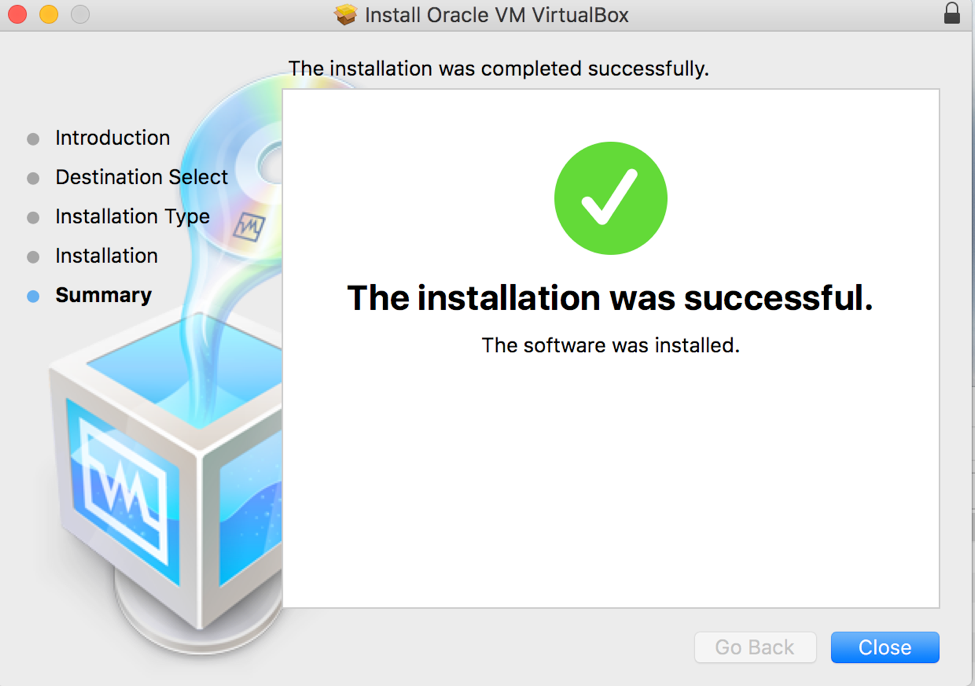 Install Oracle VM VirtualBox
The installation was completed successfully.
Introduction
Destination Select
Installation Type
Installation
Summary
The installation was successful.
The software was installed.
Go Back
Close